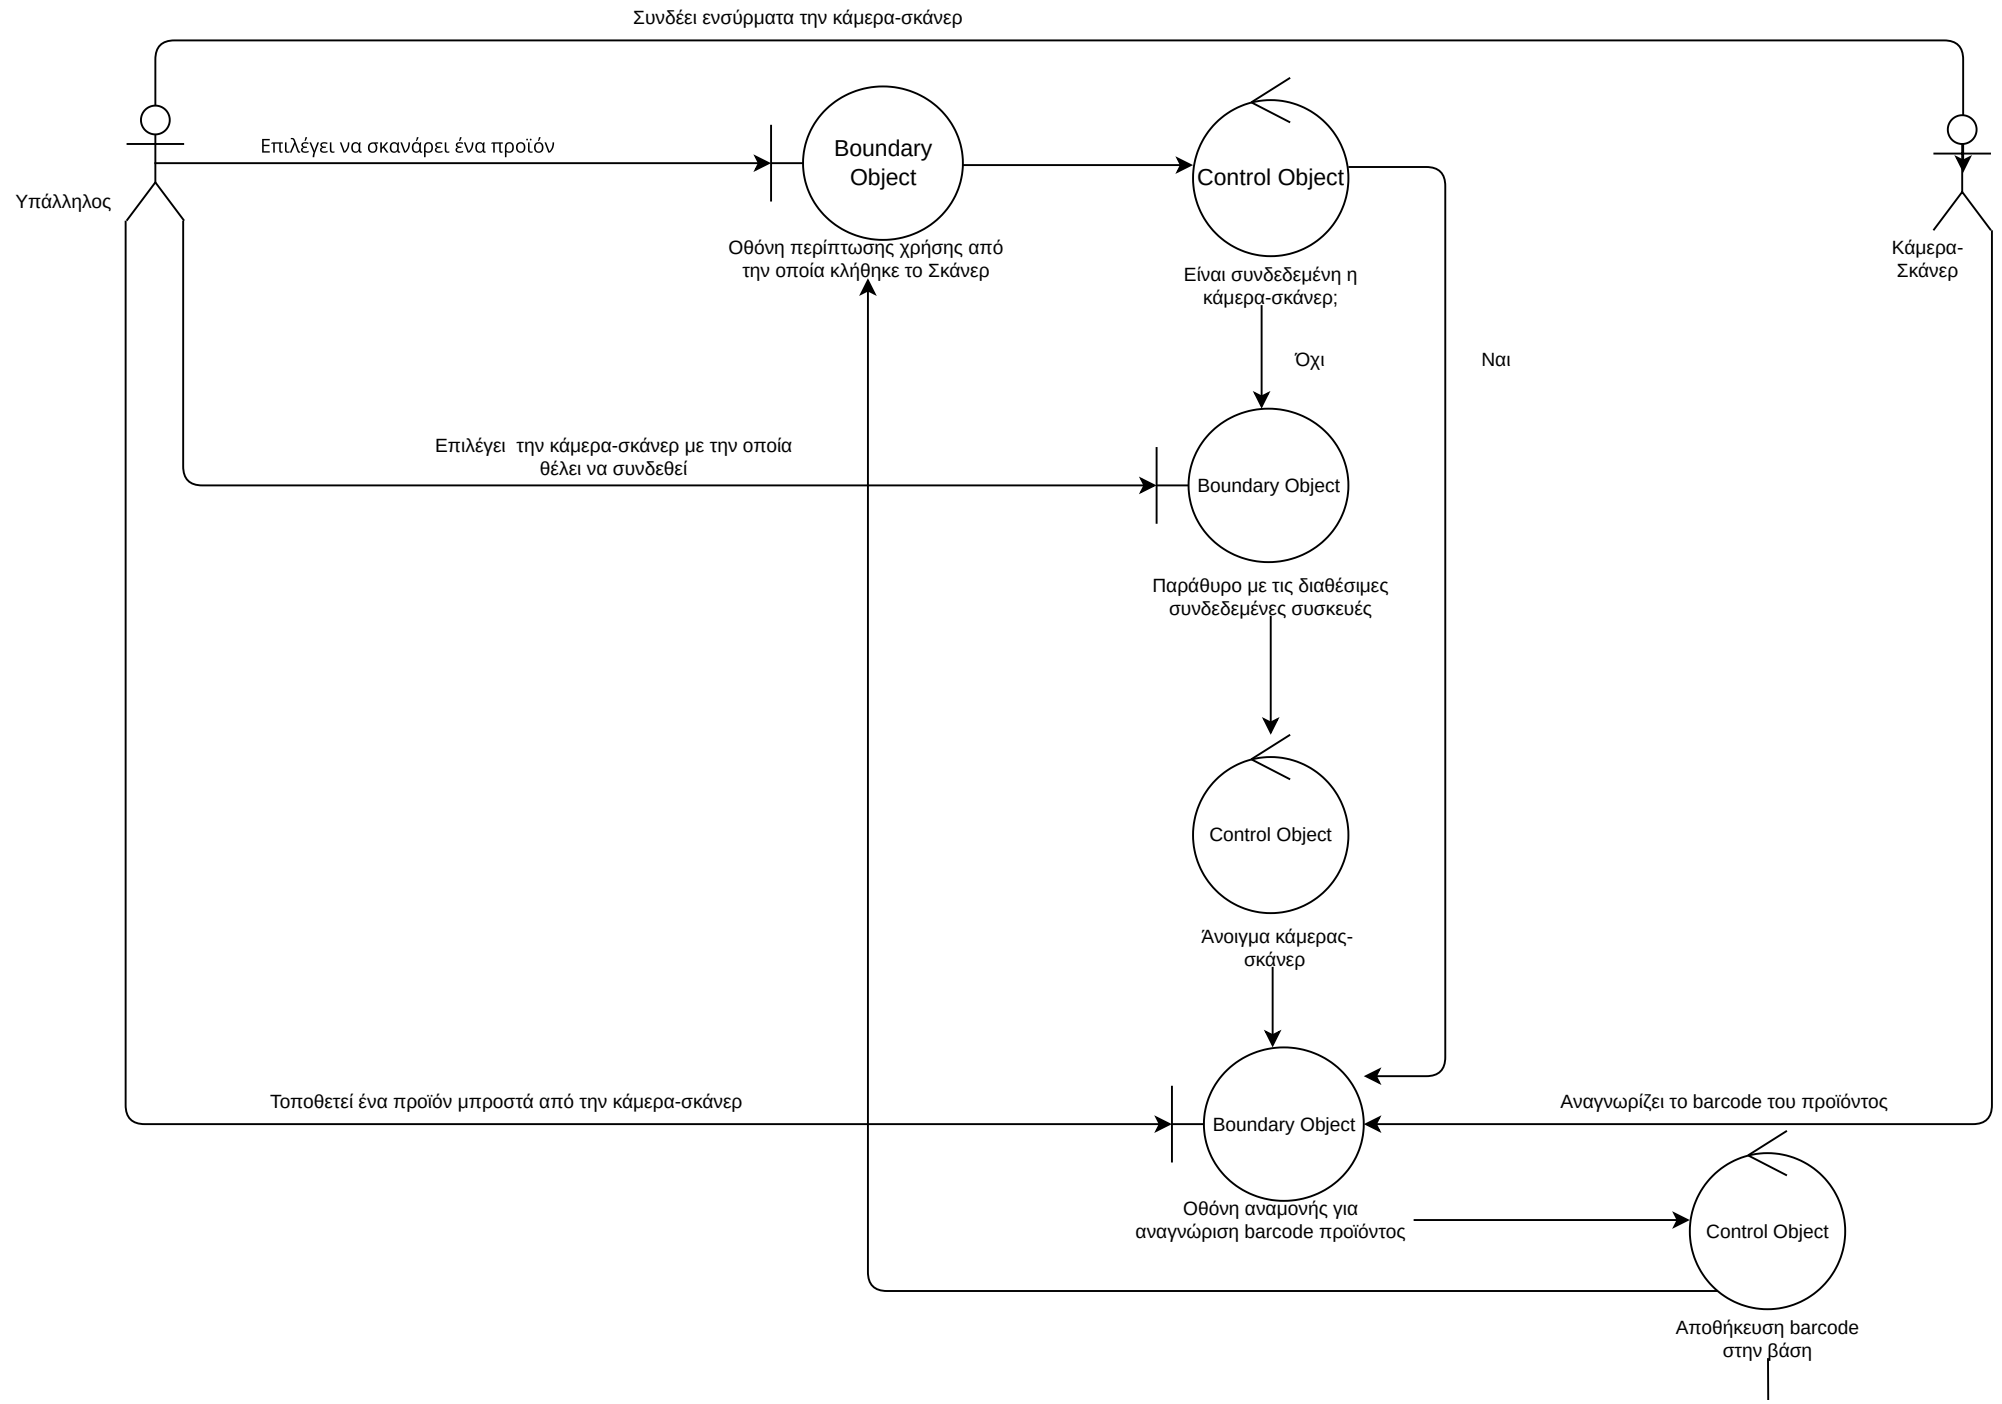 Συνδέει ενσύρματα την κάμερα-σκάνερ
Επιλέγει να σκανάρει ένα προϊόν
Boundary
Object
Control Object
Υπάλληλος
Οθόνη περίπτωσης χρήσης από
την οποία κλήθηκε το Σκάνερ
Είναι συνδεδεμένη η
κάμερα-σκάνερ;
Κάμερα-
Σκάνερ
Όχι
Ναι
Επιλέγει  την κάμερα-σκάνερ με την οποία
θέλει να συνδεθεί
Boundary Object
Παράθυρο με τις διαθέσιμες
συνδεδεμένες συσκευές
Control Object
Άνοιγμα κάμερας-
σκάνερ
Τοποθετεί ένα προϊόν μπροστά από την κάμερα-σκάνερ
Boundary Object
Αναγνωρίζει το barcode του προϊόντος
Οθόνη αναμονής για
αναγνώριση barcode προϊόντος
Control Object
Αποθήκευση barcode
στην βάση